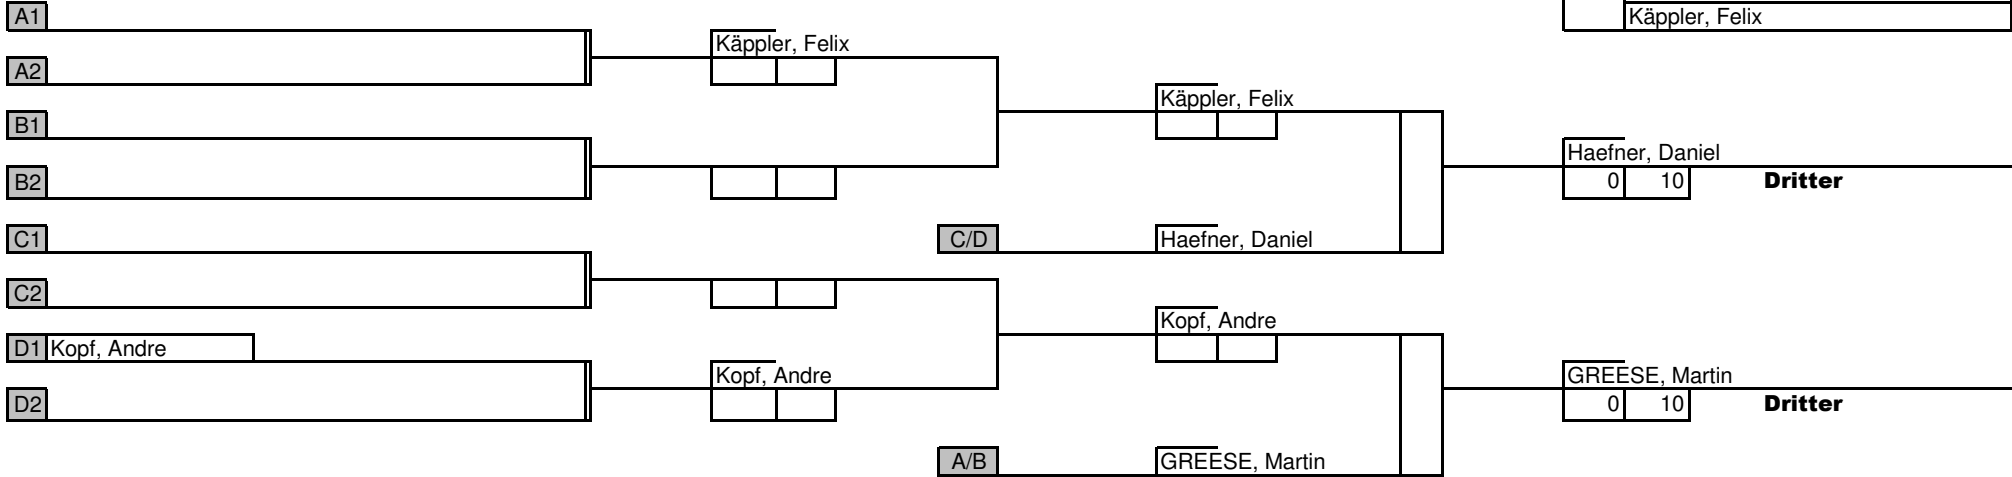 A1
Käppler, Felix
Käppler, Felix
A2
Käppler, Felix
B1
Haefner, Daniel
B2
0 10 Dritter
C1
C/D Haefner, Daniel
C2
Kopf, Andre
D1 Kopf, Andre
Kopf, Andre
GREESE, Martin
D2
0 10 Dritter
A/B GREESE, Martin